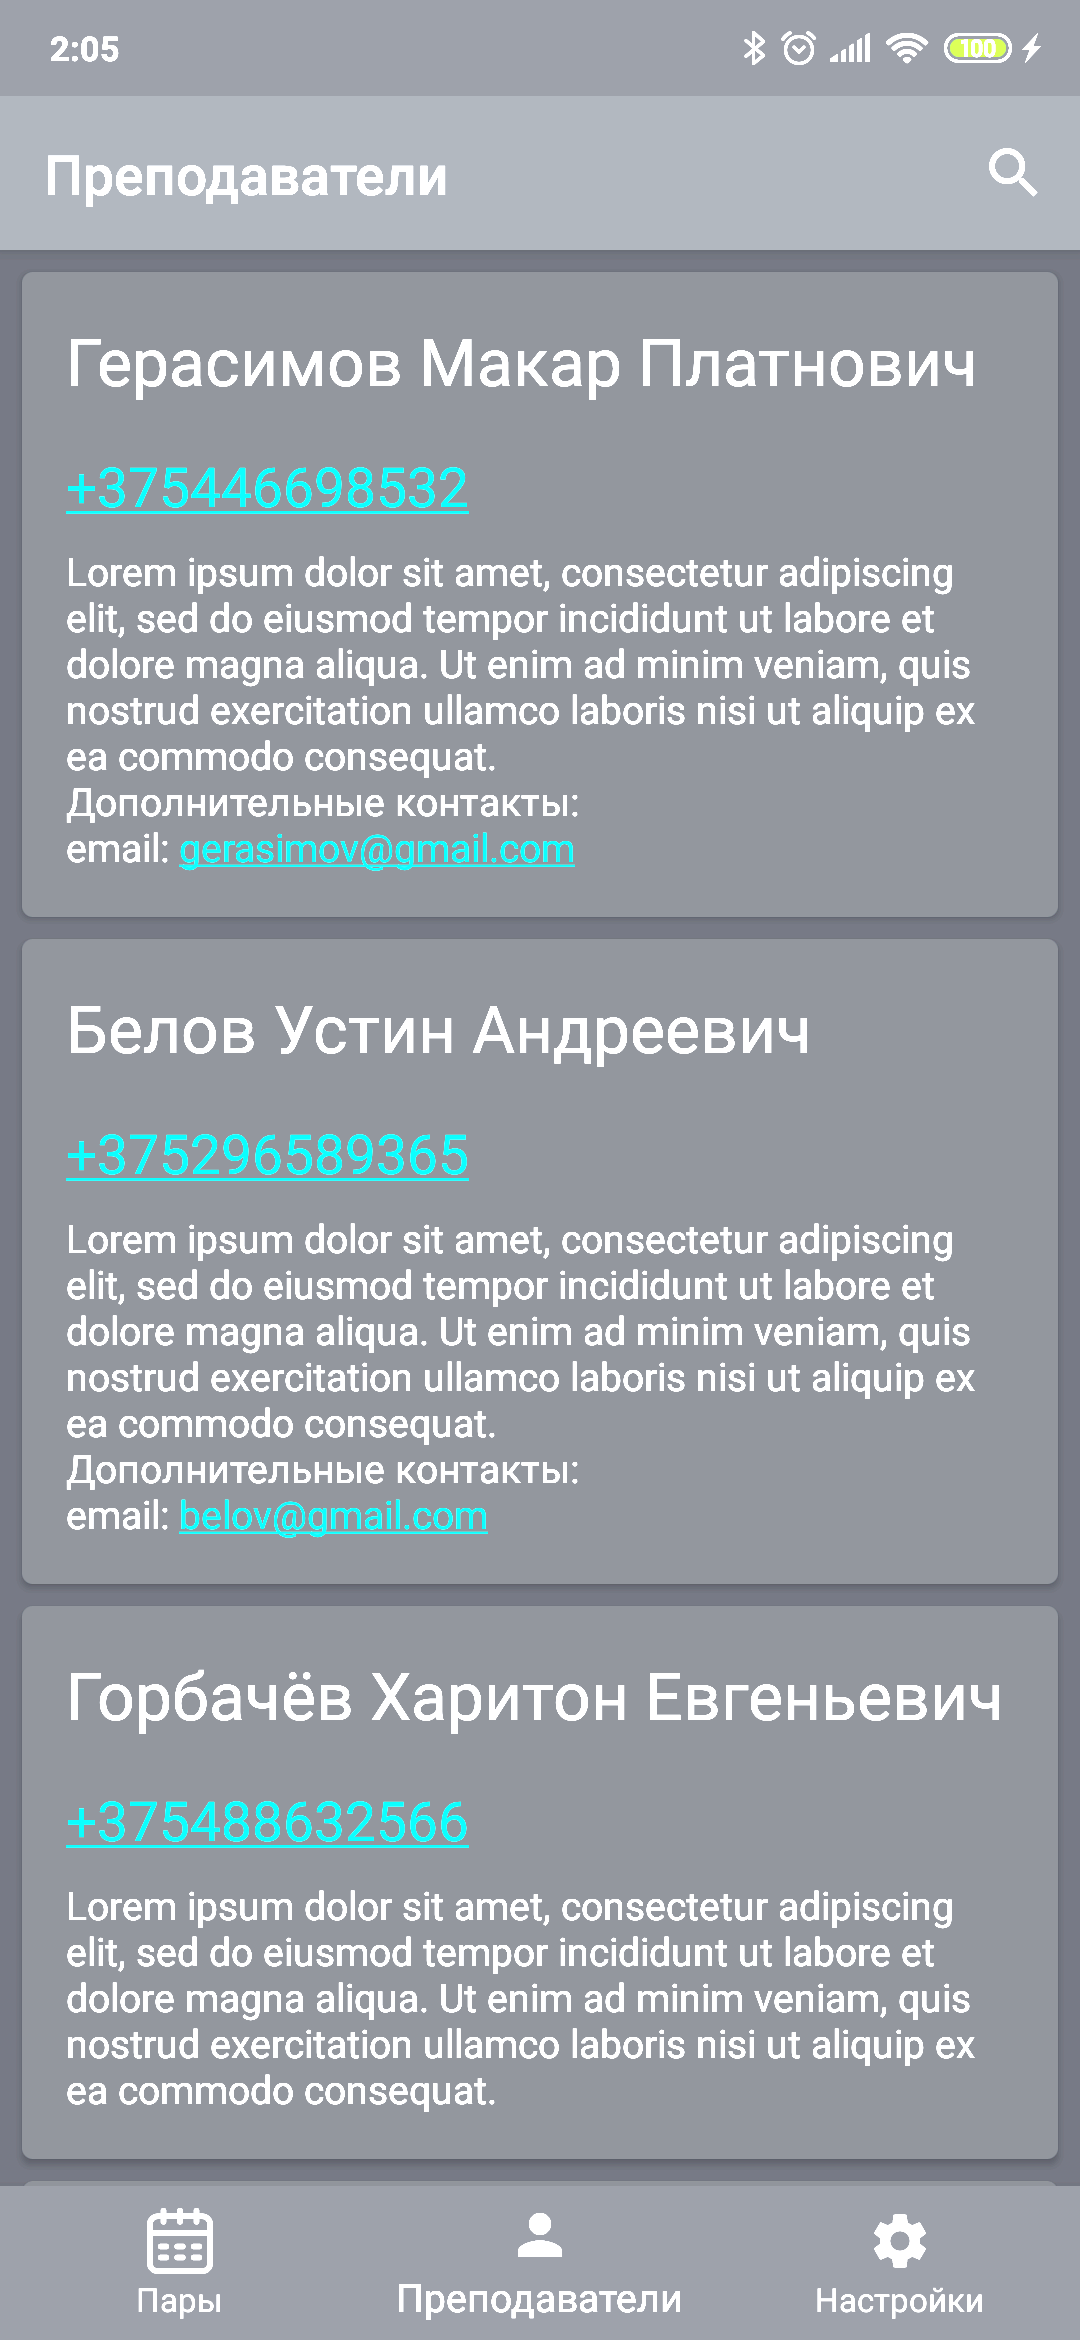 2:05
100
Преподаватели
Герасимов Макар Платнович
+375446698532
Lorem ipsum dolor sit amet, consectetur adipiscing
elit, sed do eiusmod tempor incididunt ut labore et
dolore magna aliqua. Ut enim ad minim veniam, quis
nostrud exercitation ullamco laboris nisi ut aliquip ex
ea commodo consequat.
Дополнительные контакты:
email: gerasimov@gmail.com
Белов Устин Андреевич
+375296589365
Lorem ipsum dolor sit amet, consectetur adipiscing
elit, sed do eiusmod tempor incididunt ut labore et
dolore magna aliqua. Ut enim ad minim veniam, quis
nostrud exercitation ullamco laboris nisi ut aliquip ex
ea commodo consequat.
Дополнительные контакты:
email: belov@gmail.com
Горбачёв Харитон Евгеньевич
+375488632566
Lorem ipsum dolor sit amet, consectetur adipiscing
elit, sed do eiusmod tempor incididunt ut labore et
dolore magna aliqua. Ut enim ad minim veniam, quis
nostrud exercitation ullamco laboris nisi ut aliquip ex
ea commodo consequat.
Пары
Преподаватели
Настройки